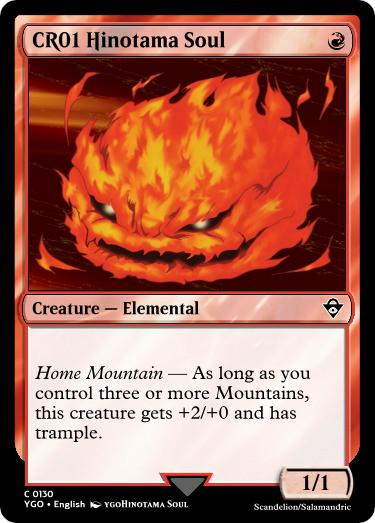 CR01 Hinotama Soul
Creature — Elemental
Home Mountain — As long as you
control three or more Mountains,
this creature gets +2/+0 and has
trample.
1/1
C 0130
YGO • English YGOHINOTAMA SOUL
Scandelion/Salamandric